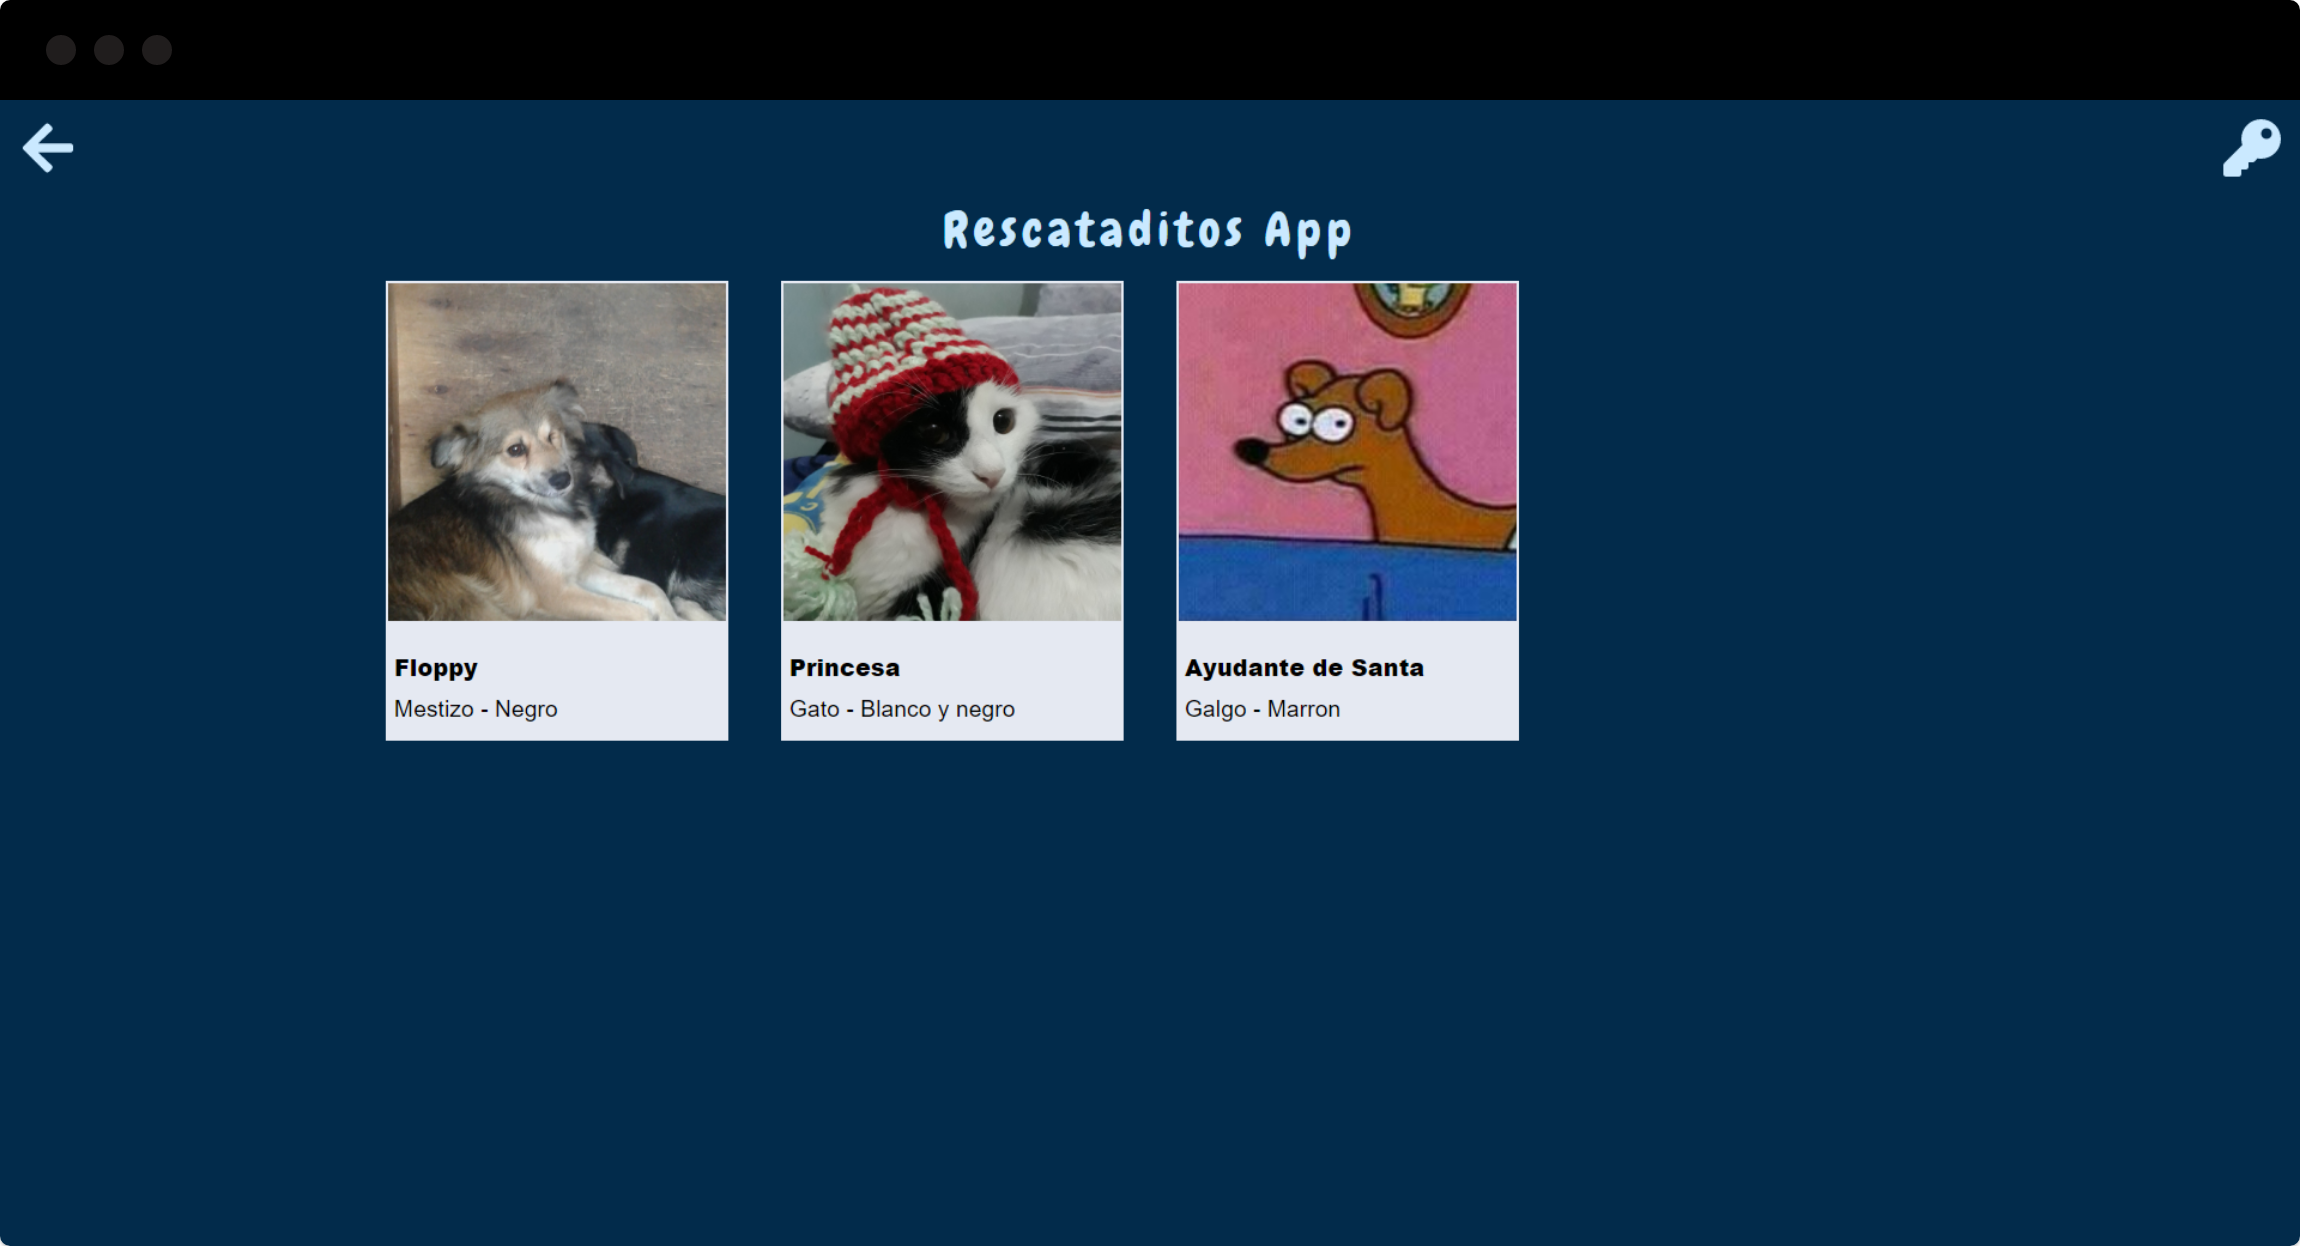 Rescataditos App
Floppy
Mestizo - Negro
Princesa
Gato - Blanco y negro
Ayudante de Santa
Galgo - Marron